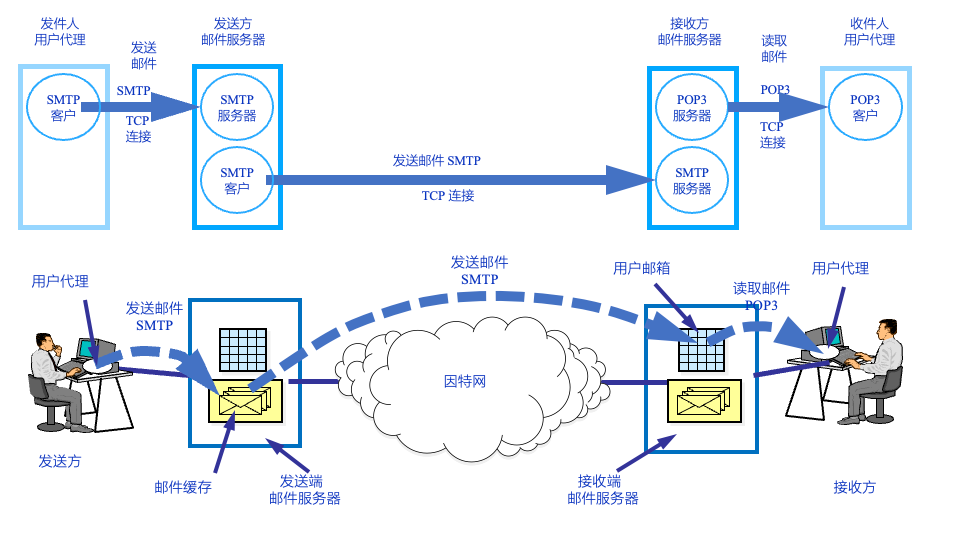 发件人
用户代理
发送
邮件
发送方
邮件服务器
接收方
邮件服务器
读取
邮件
收件人
用户代理
SMTP
客户
SMTP
TCP
连接
SMTP
服务器
SMTP
客户
发送邮件 SMTP
TCP 连接
POP3
服务器
SMTP
服务器
POP3
TCP
连接
POP3
客户
用户代理
发送邮件
SMTP
发送邮件
SMTP
用户邮箱
读取邮件
POP3
用户代理
因特网
发送方
邮件缓存
发送端
邮件服务器
接收端
邮件服务器
接收方